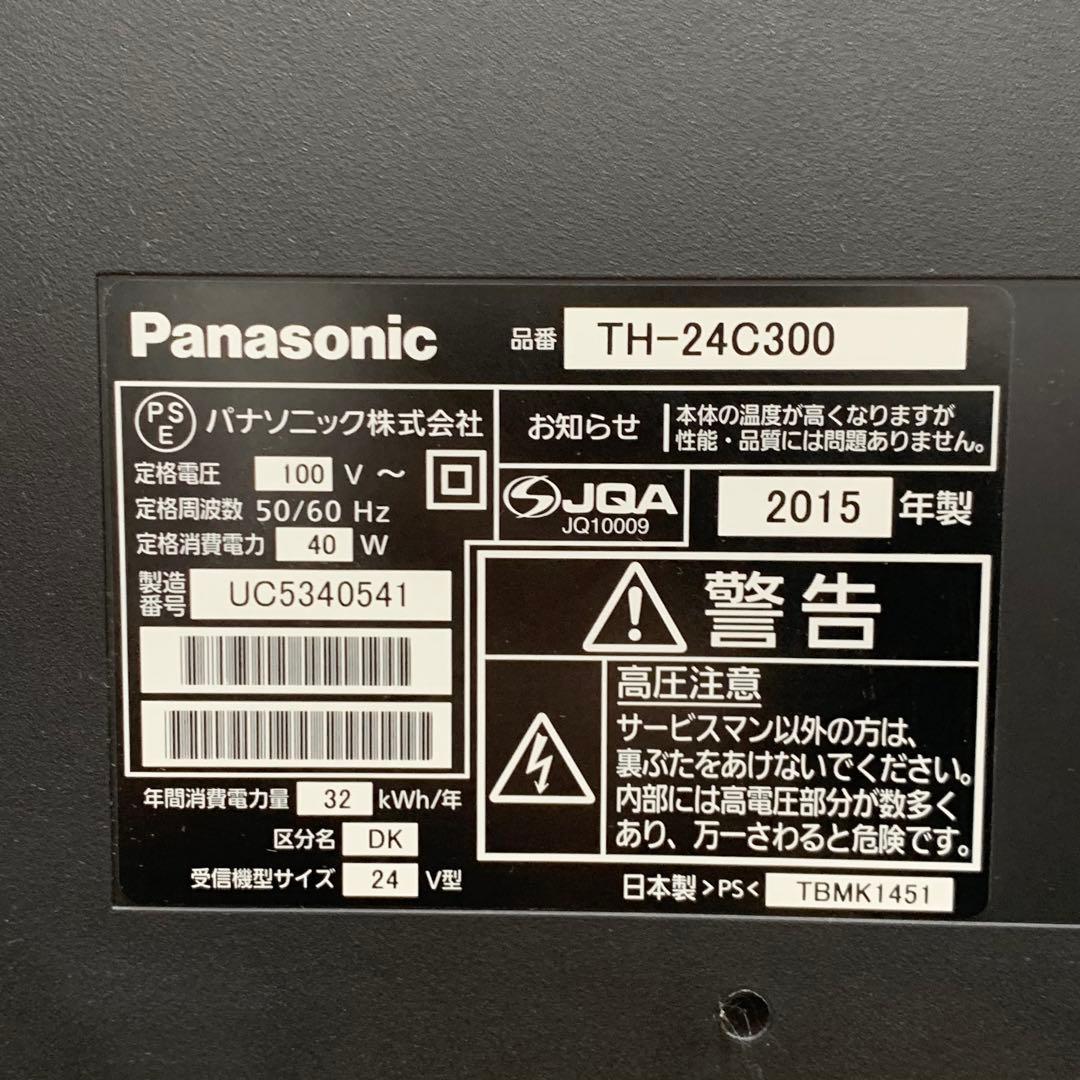 Panasonic
品番 TH-24C300
PSE パナソニック株式会社
定格電圧 100 V ～
定格周波数 50/60 Hz
定格消費電力 40 W
製造番号 UC5340541
お知らせ
本体の温度が高くなりますが
性能・品質には問題ありません。
JQA
JQ10009
2015 年製
警告
高圧注意
サービスマン以外の方は、
裏ぶたをあけないでください。
内部には高電圧部分が数多く
あり、万一さわると危険です。
年間消費電力量 32 kWh/年
区分名 DK
受信機型サイズ 24 V型
日本製 >PS< TBMK1451